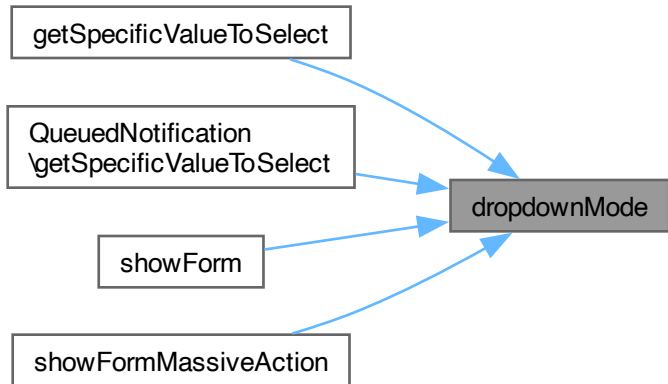 getSpecificValueToSelect
QueuedNotification
\getSpecificValueToSelect
dropdownMode
showForm
showFormMassiveAction